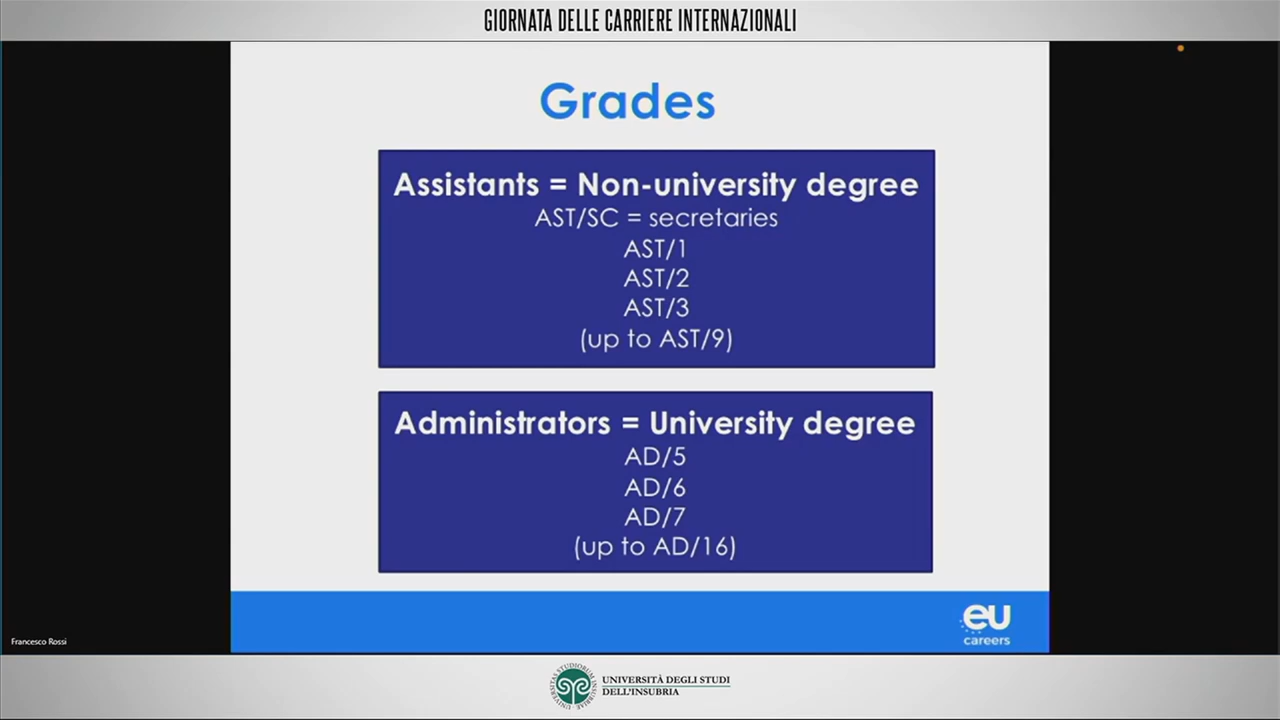 GIORNATA DELLE CARRIERE INTERNAZIONALI
Grades
Assistants = Non-university degree
AST/SC = secretaries
AST/1
AST/2
AST/3
(up to AST/9)
Administrators = University degree
AD/5
AD/6
AD/7
(up to AD/16)
eu
careers
Francesco Rossi
UNIVERSITÀ DEGLI STUDI
DELL'INSUBRIA